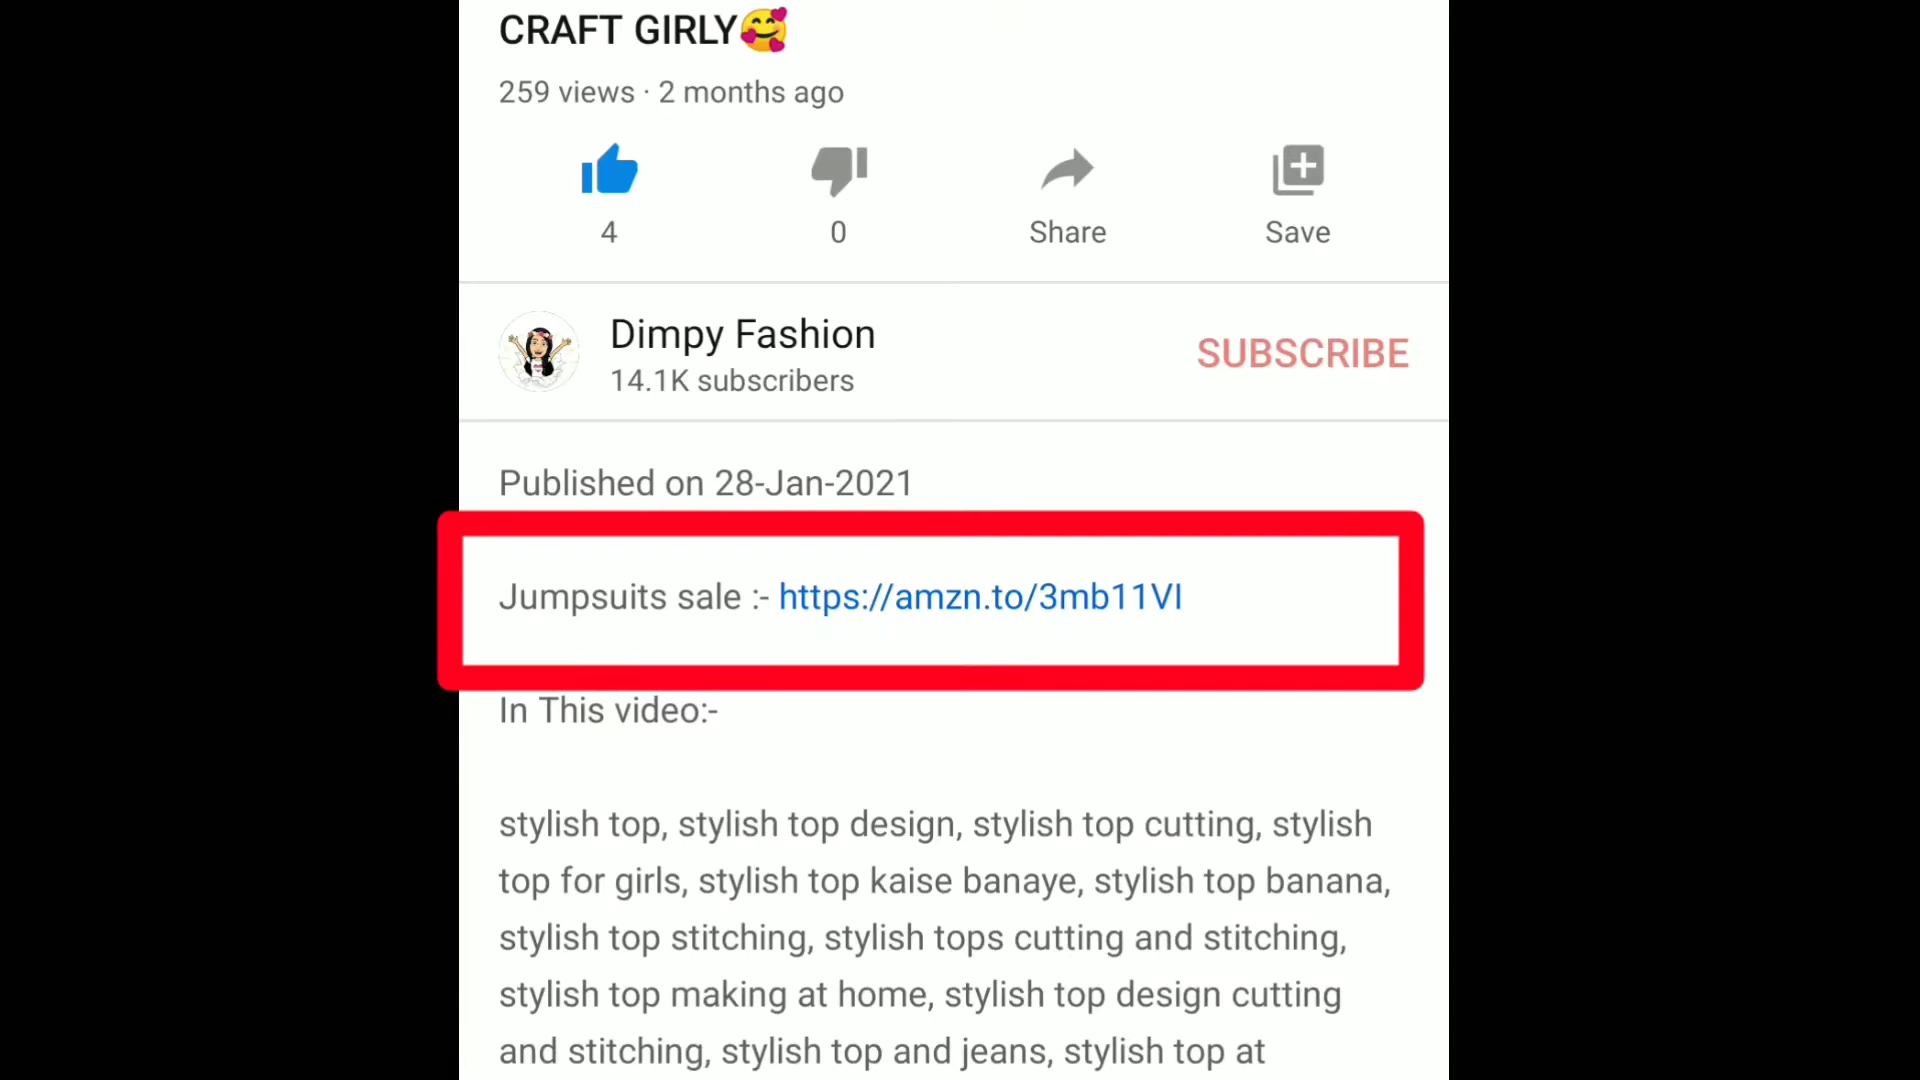 CRAFT GIRLY🥰
259 views · 2 months ago
4
0
Share
Save
Dimpy Fashion
14.1K subscribers
SUBSCRIBE
Published on 28-Jan-2021
Jumpsuits sale :- https://amzn.to/3mb11VI
In This video:-
stylish top, stylish top design, stylish top cutting, stylish
top for girls, stylish top kaise banaye, stylish top banana,
stylish top stitching, stylish tops cutting and stitching,
stylish top making at home, stylish top design cutting
and stitching, stylish top and jeans, stylish top at